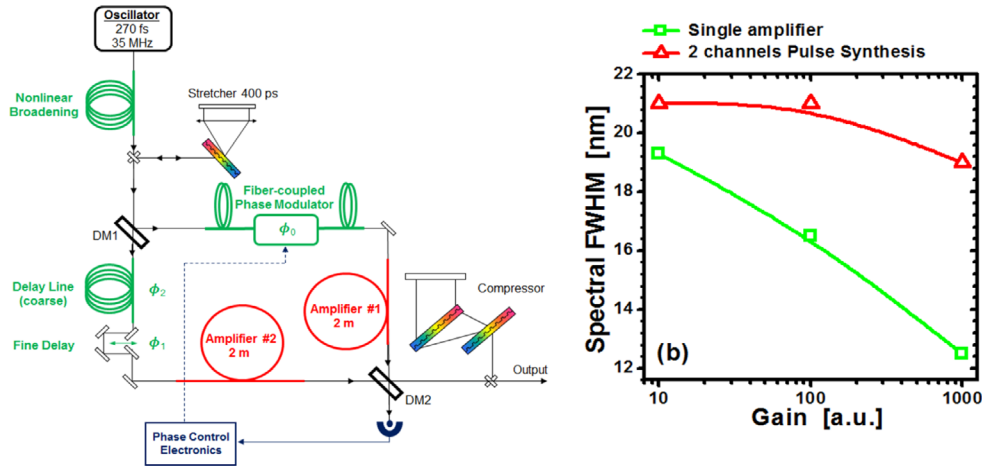 Oscillator
270 fs
35 MHz
Nonlinear
Broadening
Stretcher 400 ps
Fiber-coupled
Phase Modulator
ϕ0
DM1
Delay Line
(coarse)
ϕ2
Fine Delay
ϕ1
Amplifier #1
2 m
Amplifier #2
2 m
Compressor
Output
DM2
Phase Control
Electronics
Single amplifier
2 channels Pulse Synthesis
Spectral FWHM [nm]
22
20
18
16
14
12
(b)
10
100
1000
Gain [a.u.]